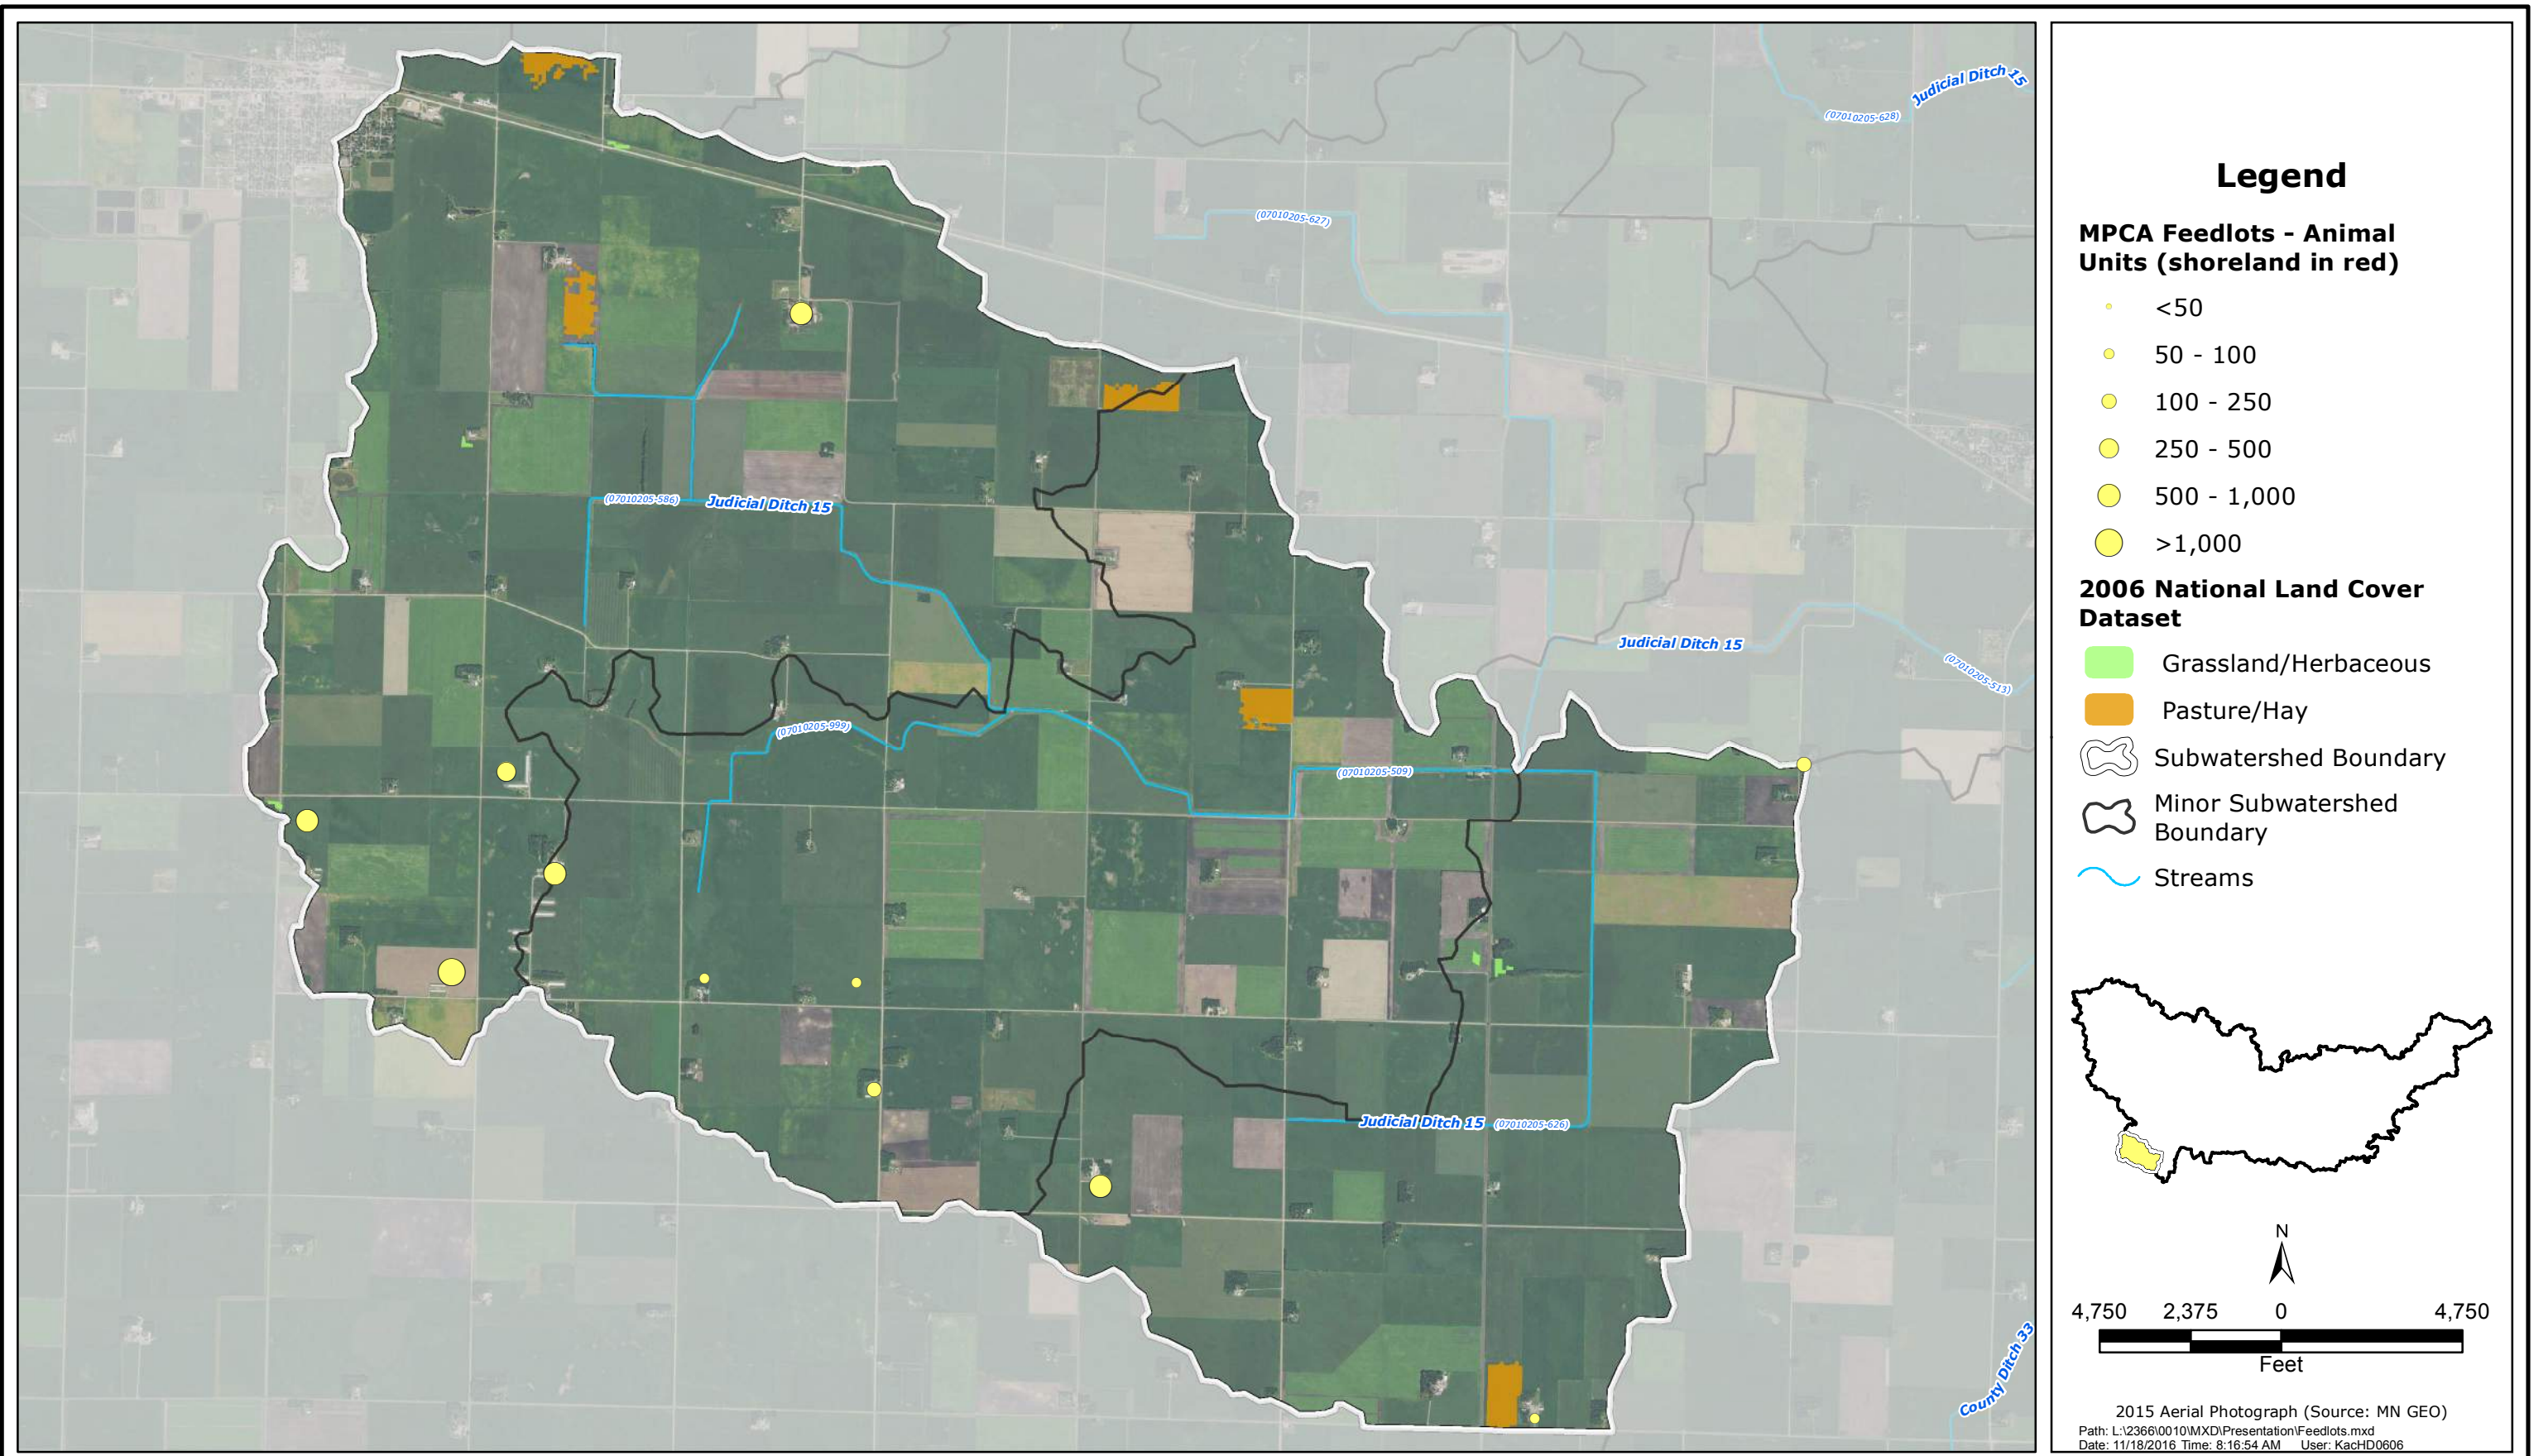 Judicial Ditch 15
(07010205-628)
(07010205-627)
(07010205-586)
Judicial Ditch 15
Judicial Ditch 15
(07010205-513)
(07010205-999)
(07010205-509)
Judicial Ditch 15
(07010205-626)
County Ditch 33
Legend
MPCA Feedlots - Animal
Units (shoreland in red)
<50
50 - 100
100 - 250
250 - 500
500 - 1,000
>1,000
2006 National Land Cover
Dataset
Grassland/Herbaceous
Pasture/Hay
Subwatershed Boundary
Minor Subwatershed
Boundary
Streams
N
4,750 2,375 0 4,750
Feet
2015 Aerial Photograph (Source: MN GEO)
Path: L:\2366\0010\MXD\Presentation\Feedlots.mxd
Date: 11/18/2016 Time: 8:16:54 AM User: KacHD0606